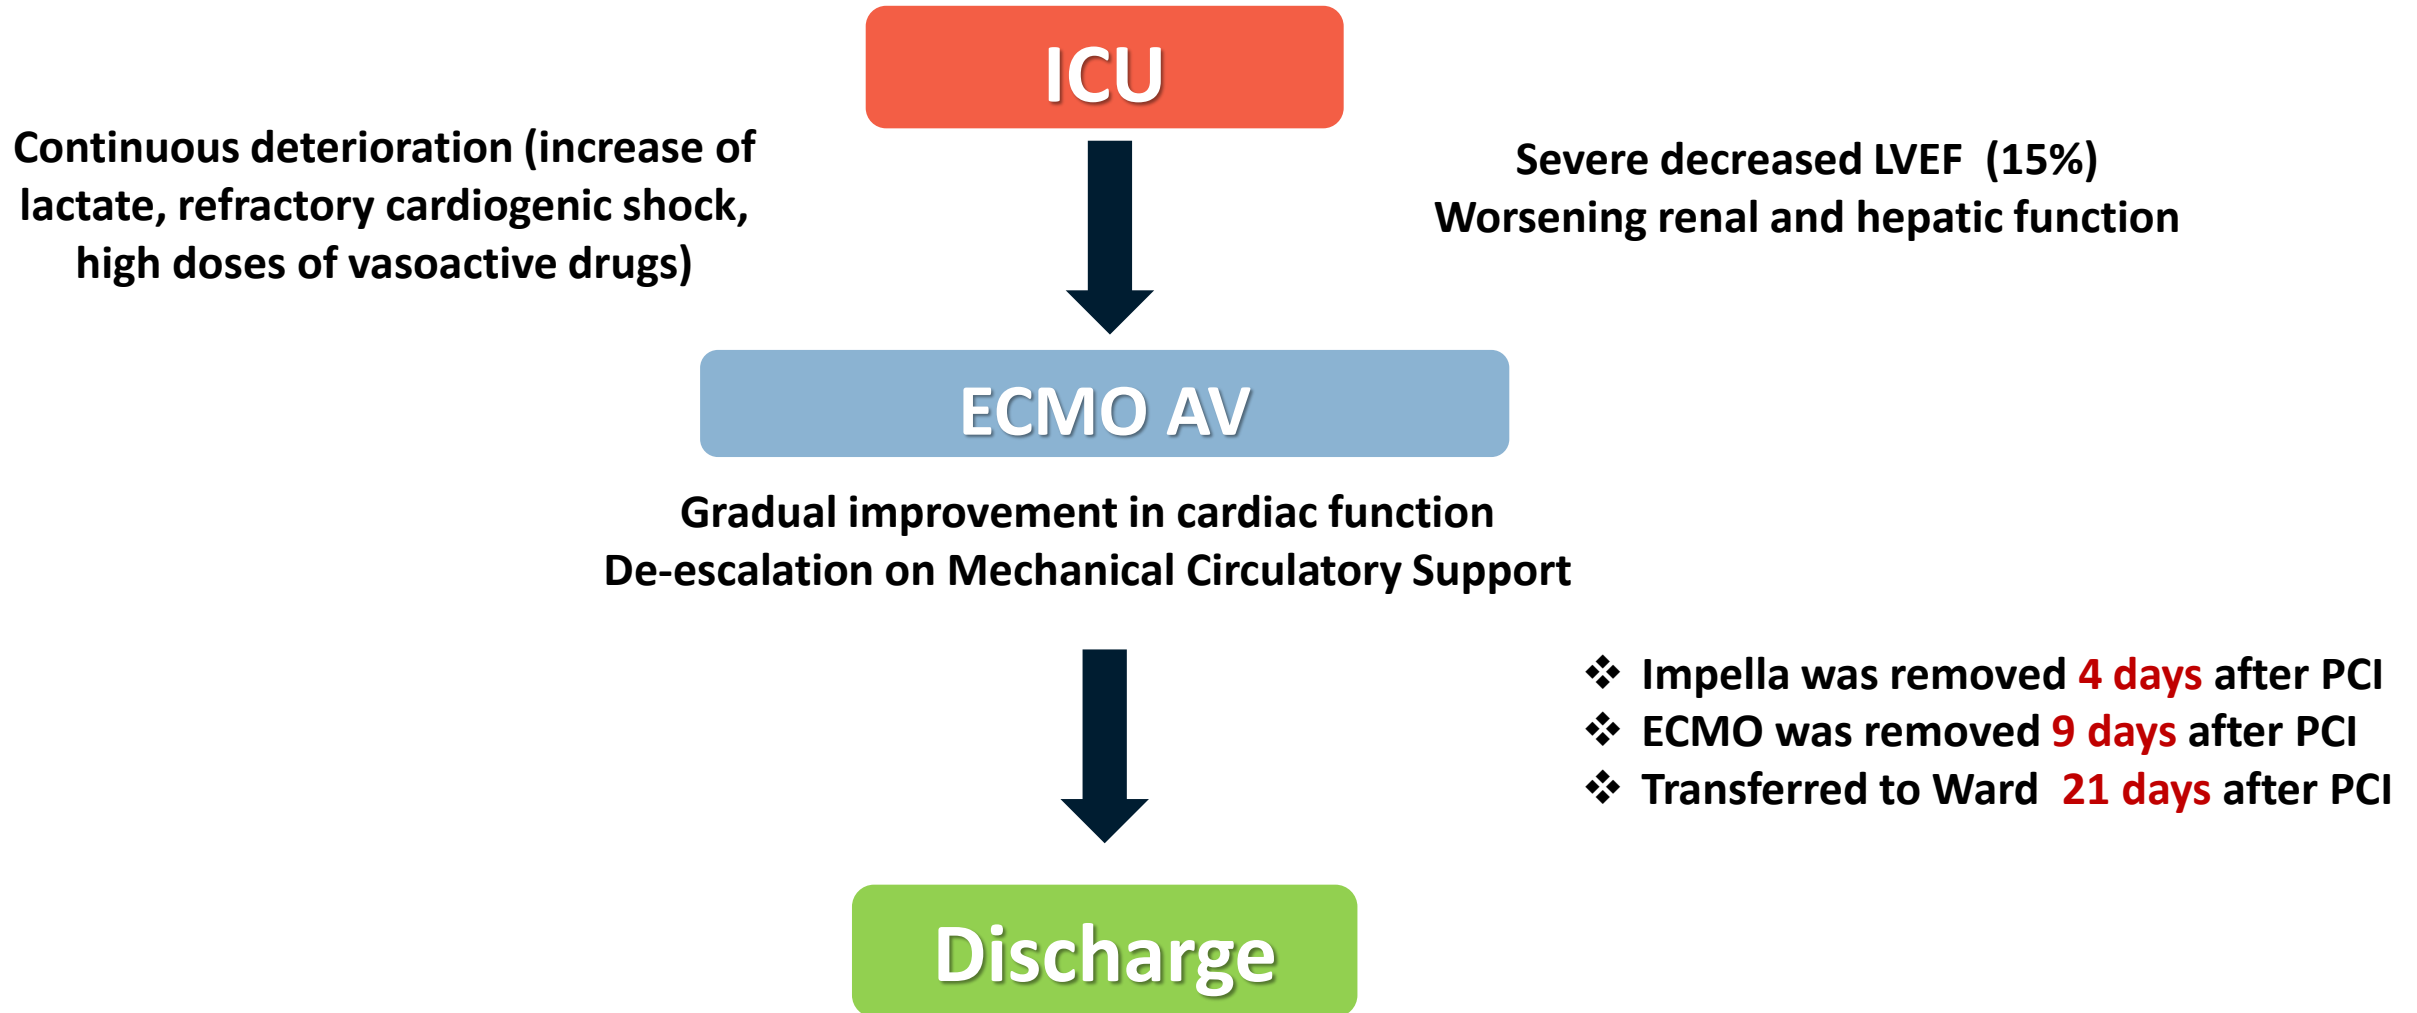 ICU
Continuous deterioration (increase of
lactate, refractory cardiogenic shock,
high doses of vasoactive drugs)
Severe decreased LVEF (15%)
Worsening renal and hepatic function
ECMO AV
Gradual improvement in cardiac function
De-escalation on Mechanical Circulatory Support
❖ Impella was removed 4 days after PCI
❖ ECMO was removed 9 days after PCI
❖ Transferred to Ward 21 days after PCI
Discharge